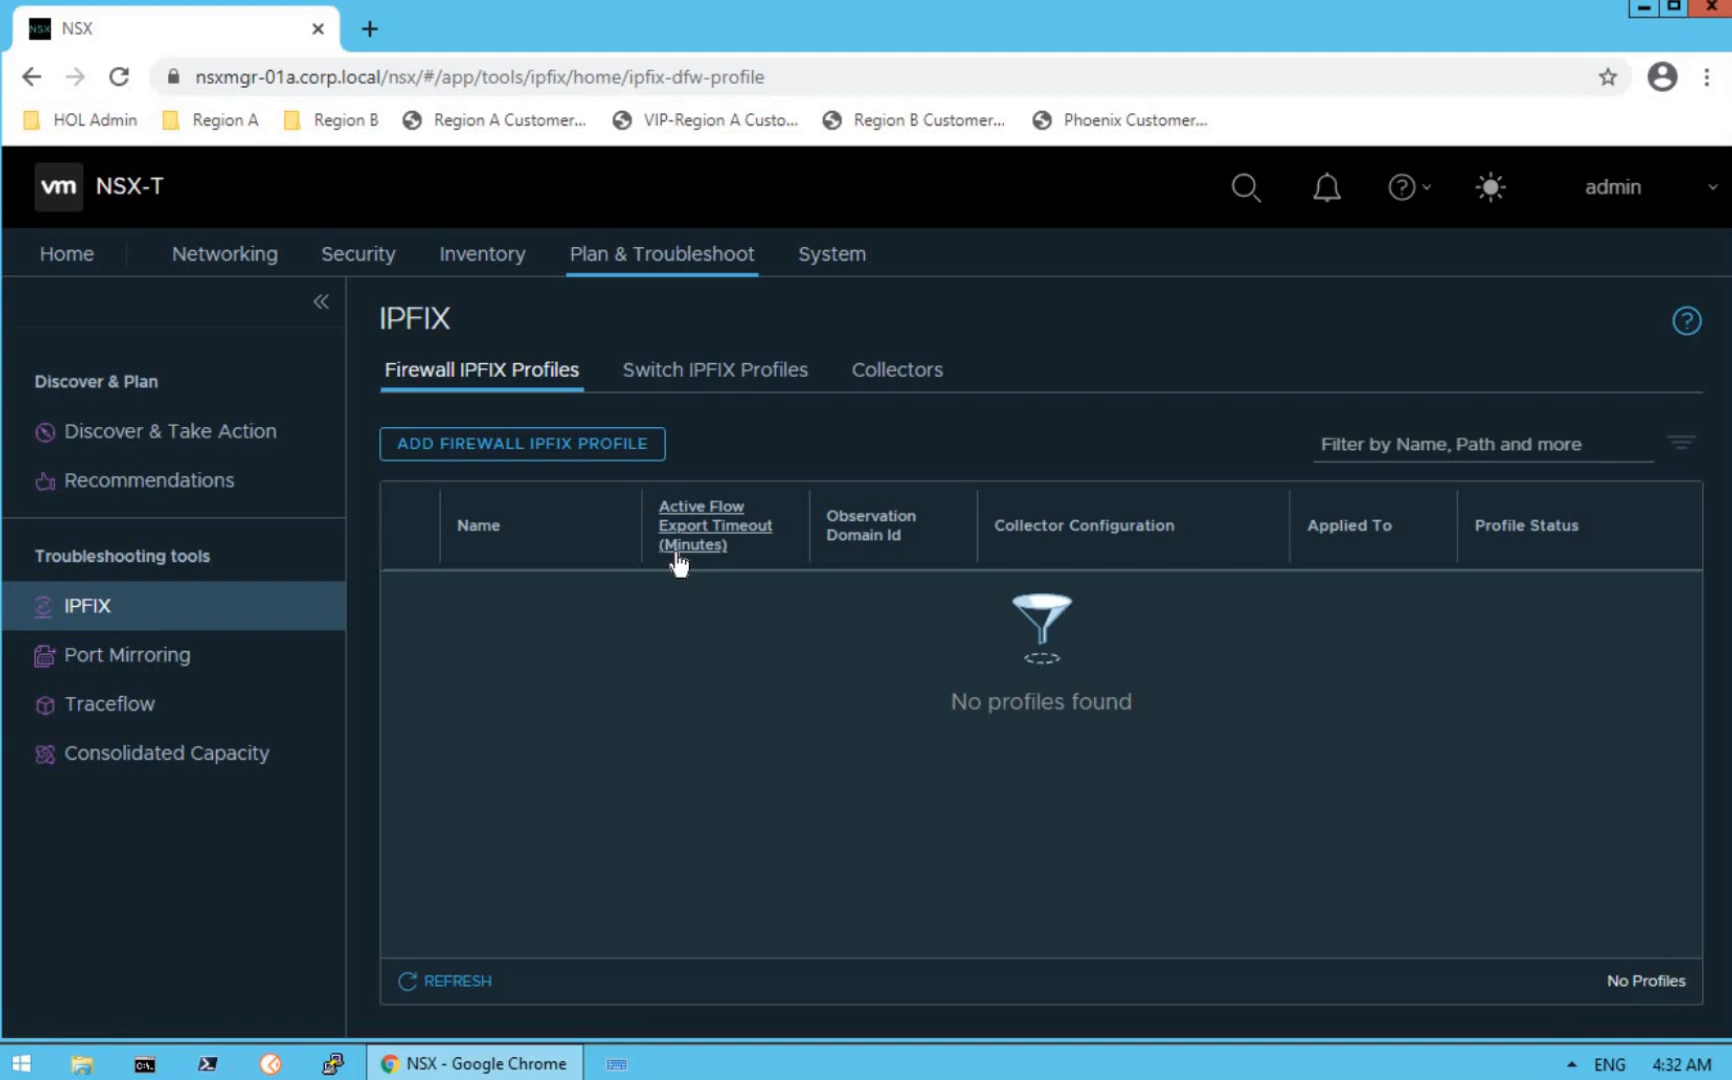 NSX
nsxmgr-01a.corp.local/nsx/#/app/tools/ipfix/home/ipfix-dfw-profile
HOL Admin
Region A
Region B
Region A Customer...
VIP-Region A Custo...
Region B Customer...
Phoenix Customer...
vm NSX-T
admin
Home
Networking
Security
Inventory
Plan & Troubleshoot
System
Discover & Plan
Discover & Take Action
Recommendations
Troubleshooting tools
IPFIX
Port Mirroring
Traceflow
Consolidated Capacity
IPFIX
Firewall IPFIX Profiles
Switch IPFIX Profiles
Collectors
ADD FIREWALL IPFIX PROFILE
Filter by Name, Path and more
Name
Active Flow
Export Timeout
(Minutes)
Observation
Domain Id
Collector Configuration
Applied To
Profile Status
No profiles found
REFRESH
No Profiles
NSX - Google Chrome
ENG
4:32 AM